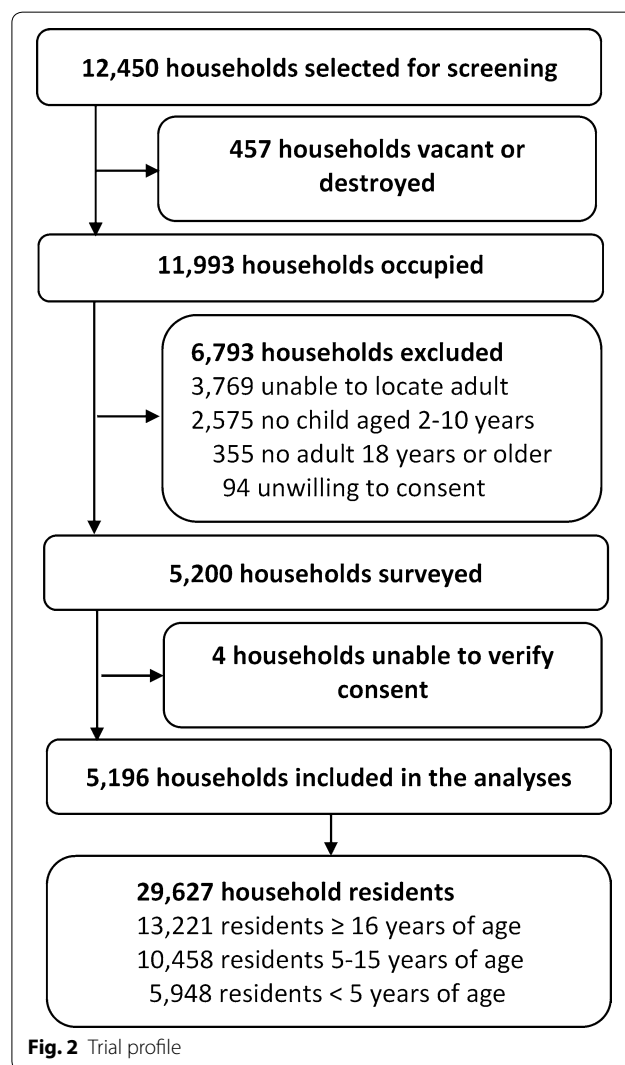 12,450 households selected for screening
457 households vacant or
destroyed
11,993 households occupied
6,793 households excluded
3,769 unable to locate adult
2,575 no child aged 2-10 years
355 no adult 18 years or older
94 unwilling to consent
5,200 households surveyed
4 households unable to verify
consent
5,196 households included in the analyses
29,627 household residents
13,221 residents ≥ 16 years of age
10,458 residents 5-15 years of age
5,948 residents < 5 years of age
Fig. 2 Trial profile